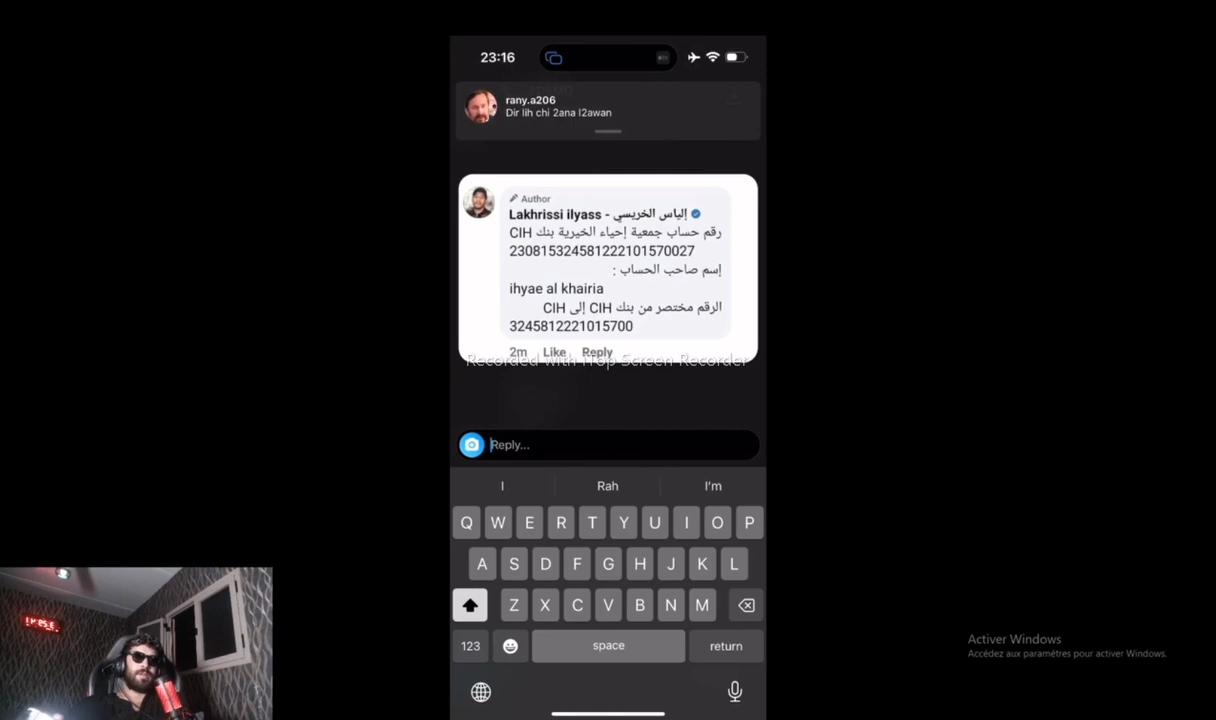 23:16
rany.a206
Dir lih chi 2ana l2awan
Author
Lakhrissi ilyass - إلياس الخريسي
رقم حساب جمعية إحياء الخيرية بنك CIH
230815324581222101570027
إسم صاحب الحساب :
ihyae al khairia
الرقم مختصر من بنك CIH إلى CIH
3245812221015700
2m Like Reply
Recorded with iTop Screen Recorder
Reply...
I Rah I'm
Q W E R T Y U I O P
A S D F G H J K L
Z X C V B N M
123 space return
Activer Windows
Accédez aux paramètres pour activer Windows.